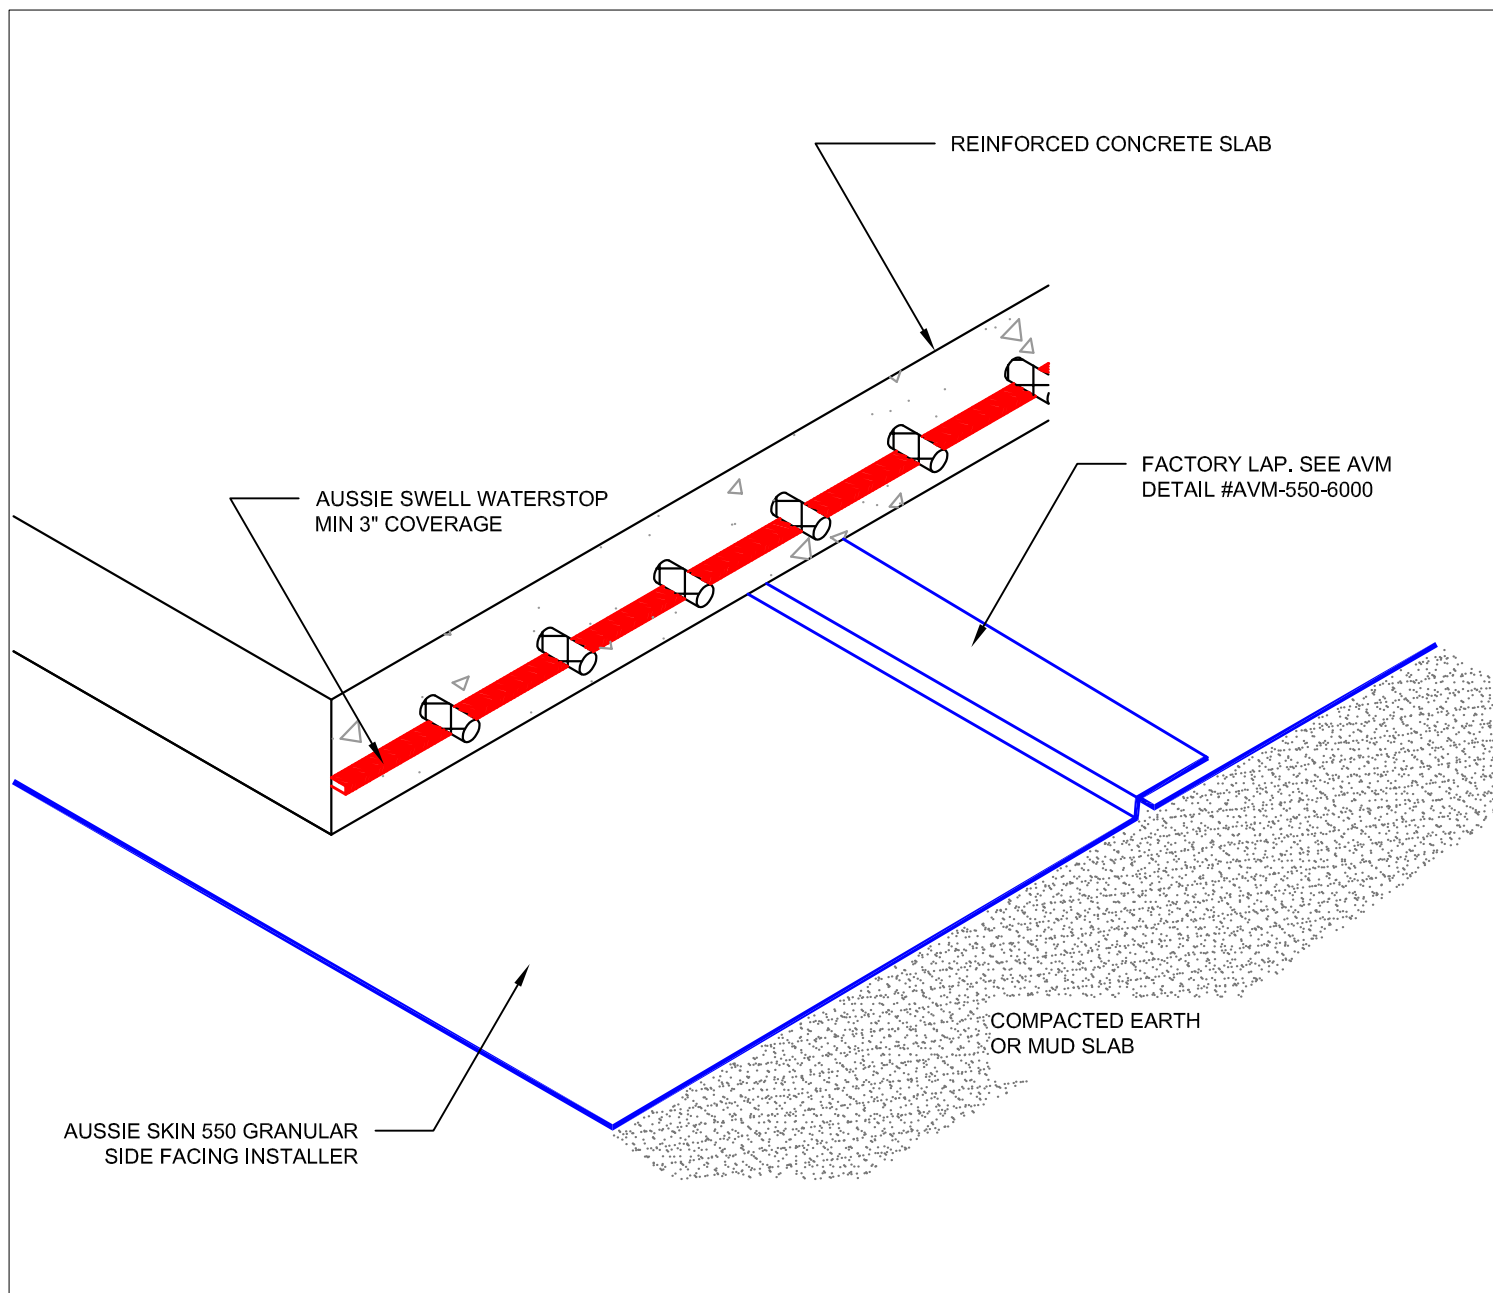 REINFORCED CONCRETE SLAB
FACTORY LAP. SEE AVM
DETAIL #AVM-550-6000
AUSSIE SWELL WATERSTOP
MIN 3" COVERAGE
COMPACTED EARTH
OR MUD SLAB
AUSSIE SKIN 550 GRANULAR
SIDE FACING INSTALLER